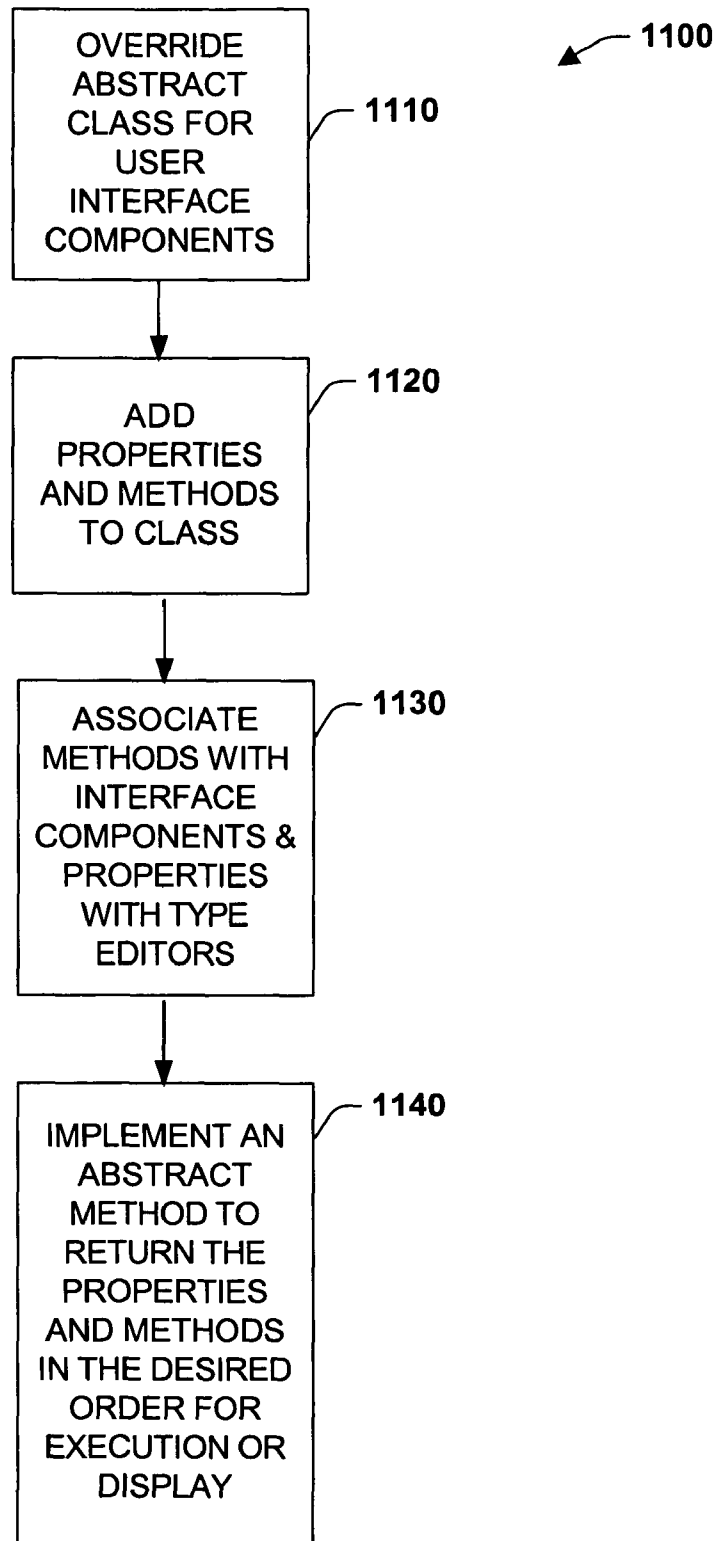 1100
OVERRIDE
ABSTRACT
CLASS FOR
USER
INTERFACE
COMPONENTS
1110
ADD
PROPERTIES
AND METHODS
TO CLASS
1120
ASSOCIATE
METHODS WITH
INTERFACE
COMPONENTS &
PROPERTIES
WITH TYPE
EDITORS
1130
IMPLEMENT AN
ABSTRACT
METHOD TO
RETURN THE
PROPERTIES
AND METHODS
IN THE DESIRED
ORDER FOR
EXECUTION OR
DISPLAY
1140